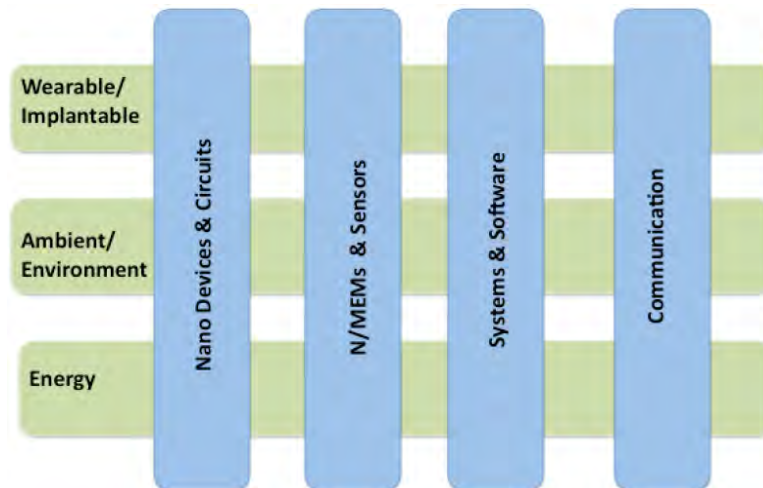 Wearable/
Implantable
Ambient/
Environment
Energy
Nano Devices & Circuits
N/MEMs & Sensors
Systems & Software
Communication